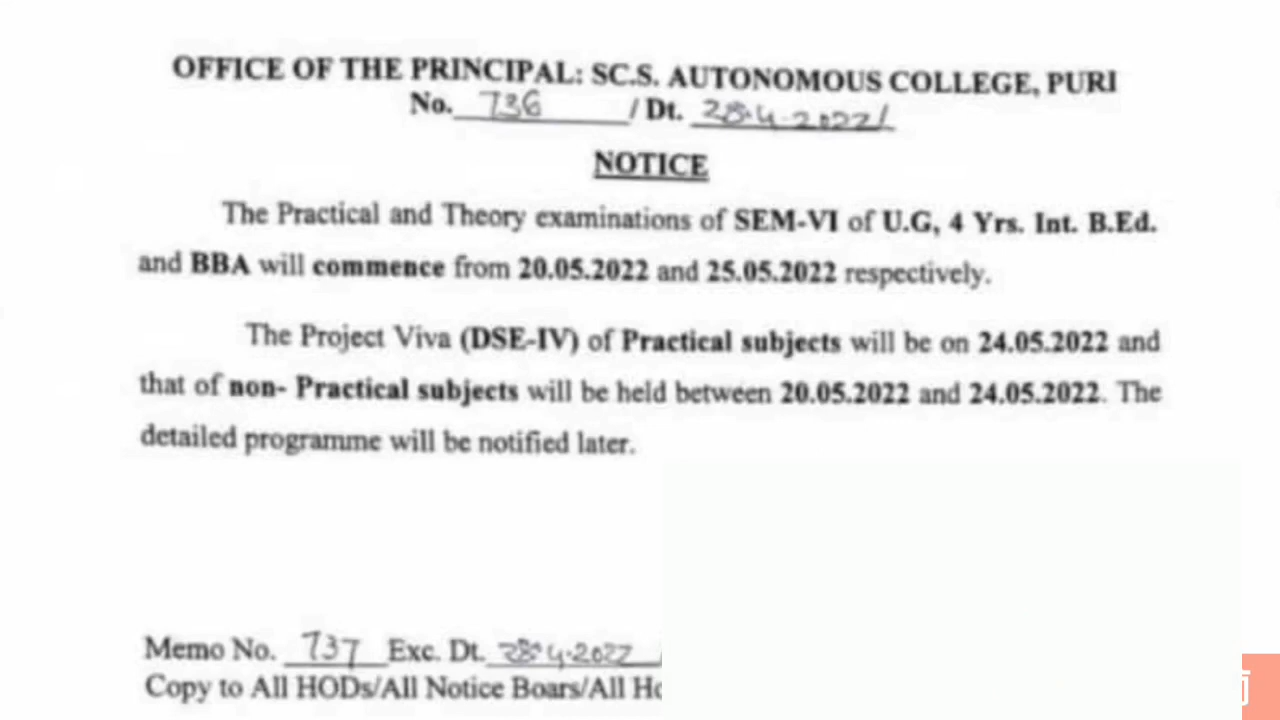 OFFICE OF THE PRINCIPAL: SC.S. AUTONOMOUS COLLEGE, PURI
No. 736 / Dt. 28.4.2022/
NOTICE
The Practical and Theory examinations of SEM-VI of U.G, 4 Yrs. Int. B.Ed.
and BBA will commence from 20.05.2022 and 25.05.2022 respectively.
The Project Viva (DSE-IV) of Practical subjects will be on 24.05.2022 and
that of non- Practical subjects will be held between 20.05.2022 and 24.05.2022. The
detailed programme will be notified later.
Memo No. 737 Exc. Dt. 28.4.2022
Copy to All HODs/All Notice Boars/All